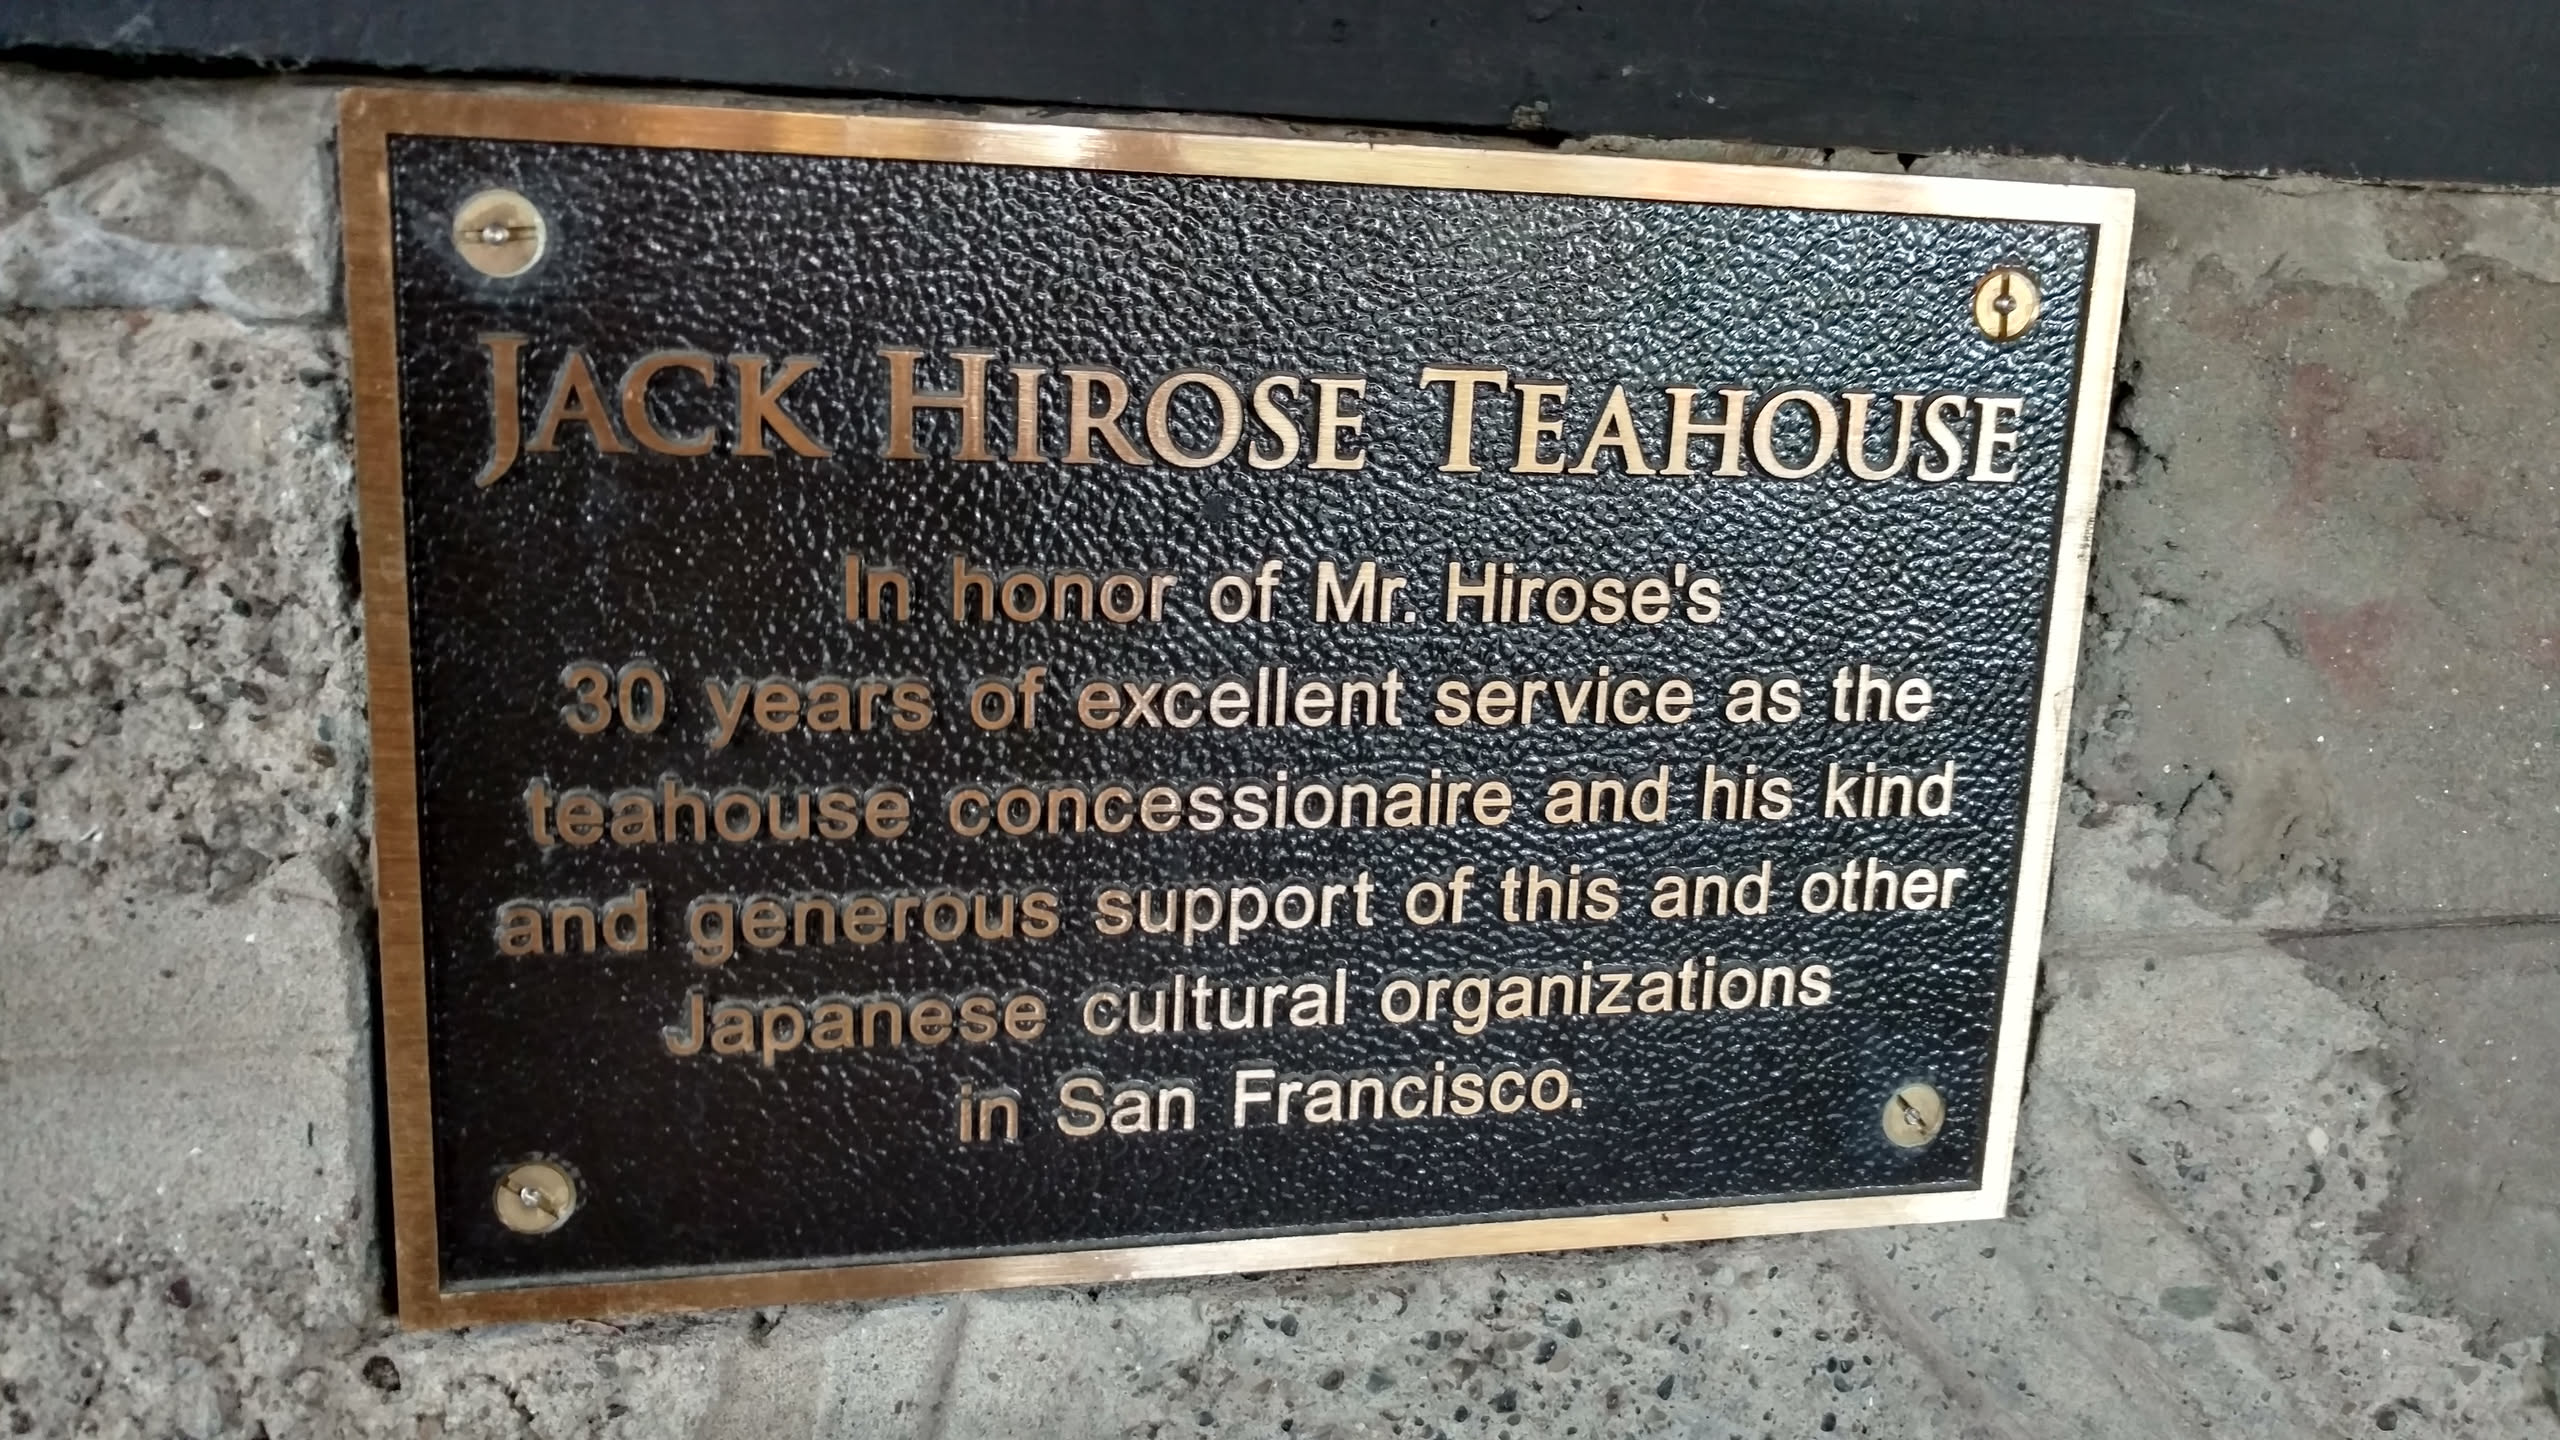 JACK HIROSE TEAHOUSE
In honor of Mr. Hirose's
30 years of excellent service as the
teahouse concessionaire and his kind
and generous support of this and other
Japanese cultural organizations
in San Francisco.